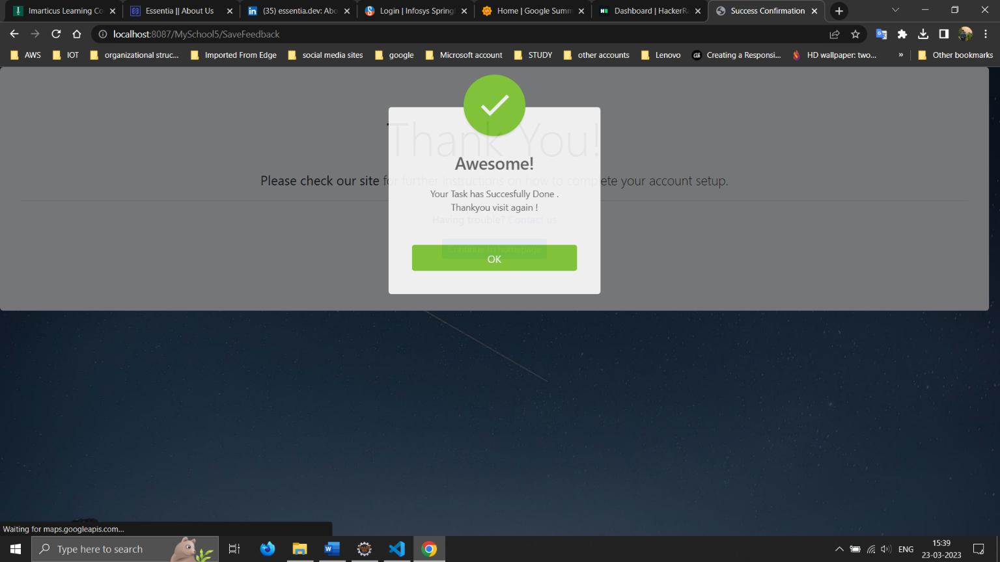 Imarticus Learning Co
Essentia || About Us
(35) essentia.dev: Abo
Login | Infosys Spring
Home | Google Summ
Dashboard | HackerRa
Success Confirmation
localhost:8087/MySchool5/SaveFeedback
AWS
IOT
organizational struc...
Imported From Edge
social media sites
google
Microsoft account
STUDY
other accounts
Lenovo
Creating a Responsi...
HD wallpaper: two...
»
Other bookmarks
Thank You!
Awesome!
Please check our site for further instructions on how to complete your account setup.
Your Task has Succesfully Done .
Thankyou visit again !
Having trouble? Contact us
Continue to homepage
OK
Waiting for maps.googleapis.com...
Type here to search
ENG
15:39
23-03-2023